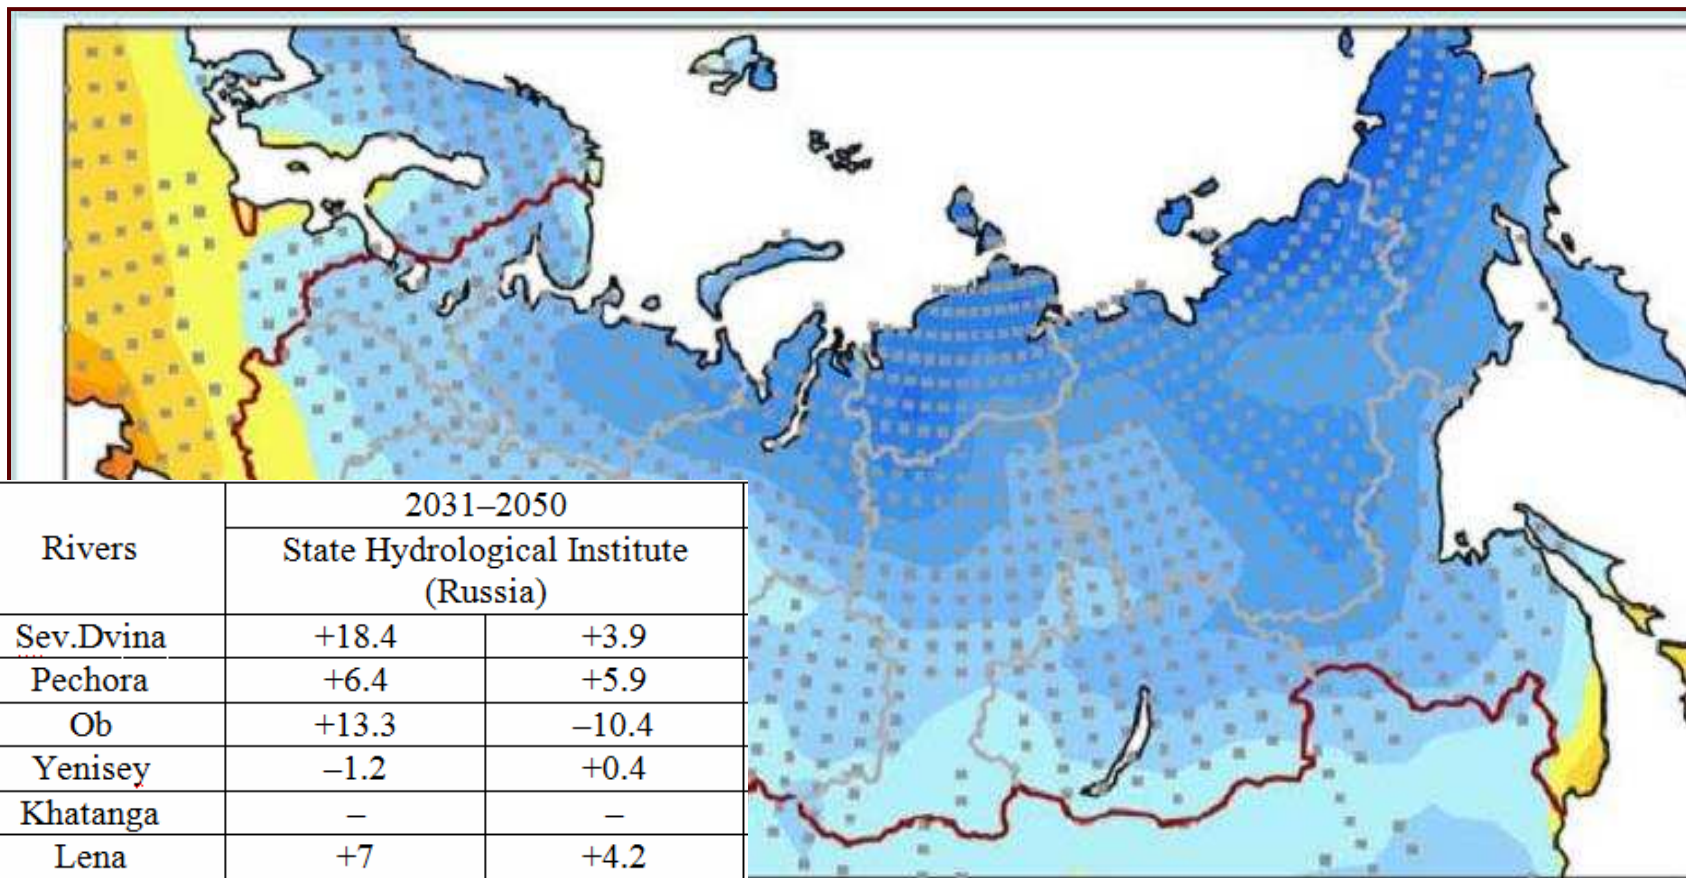 Rivers
2031–2050
State Hydrological Institute
(Russia)
Sev.Dvina +18.4 +3.9
Pechora +6.4 +5.9
Ob +13.3 –10.4
Yenisey –1.2 +0.4
Khatanga – –
Lena +7 +4.2